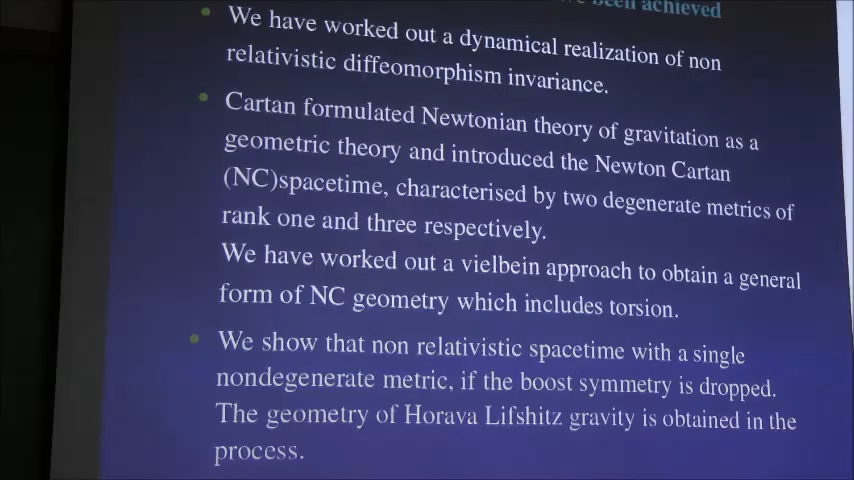 been achieved
We have worked out a dynamical realization of non
relativistic diffeomorphism invariance.
Cartan formulated Newtonian theory of gravitation as a
geometric theory and introduced the Newton Cartan
(NC)spacetime, characterised by two degenerate metrics of
rank one and three respectively.
We have worked out a vielbein approach to obtain a general
form of NC geometry which includes torsion.
We show that non relativistic spacetime with a single
nondegenerate metric, if the boost symmetry is dropped.
The geometry of Horava Lifshitz gravity is obtained in the
process.